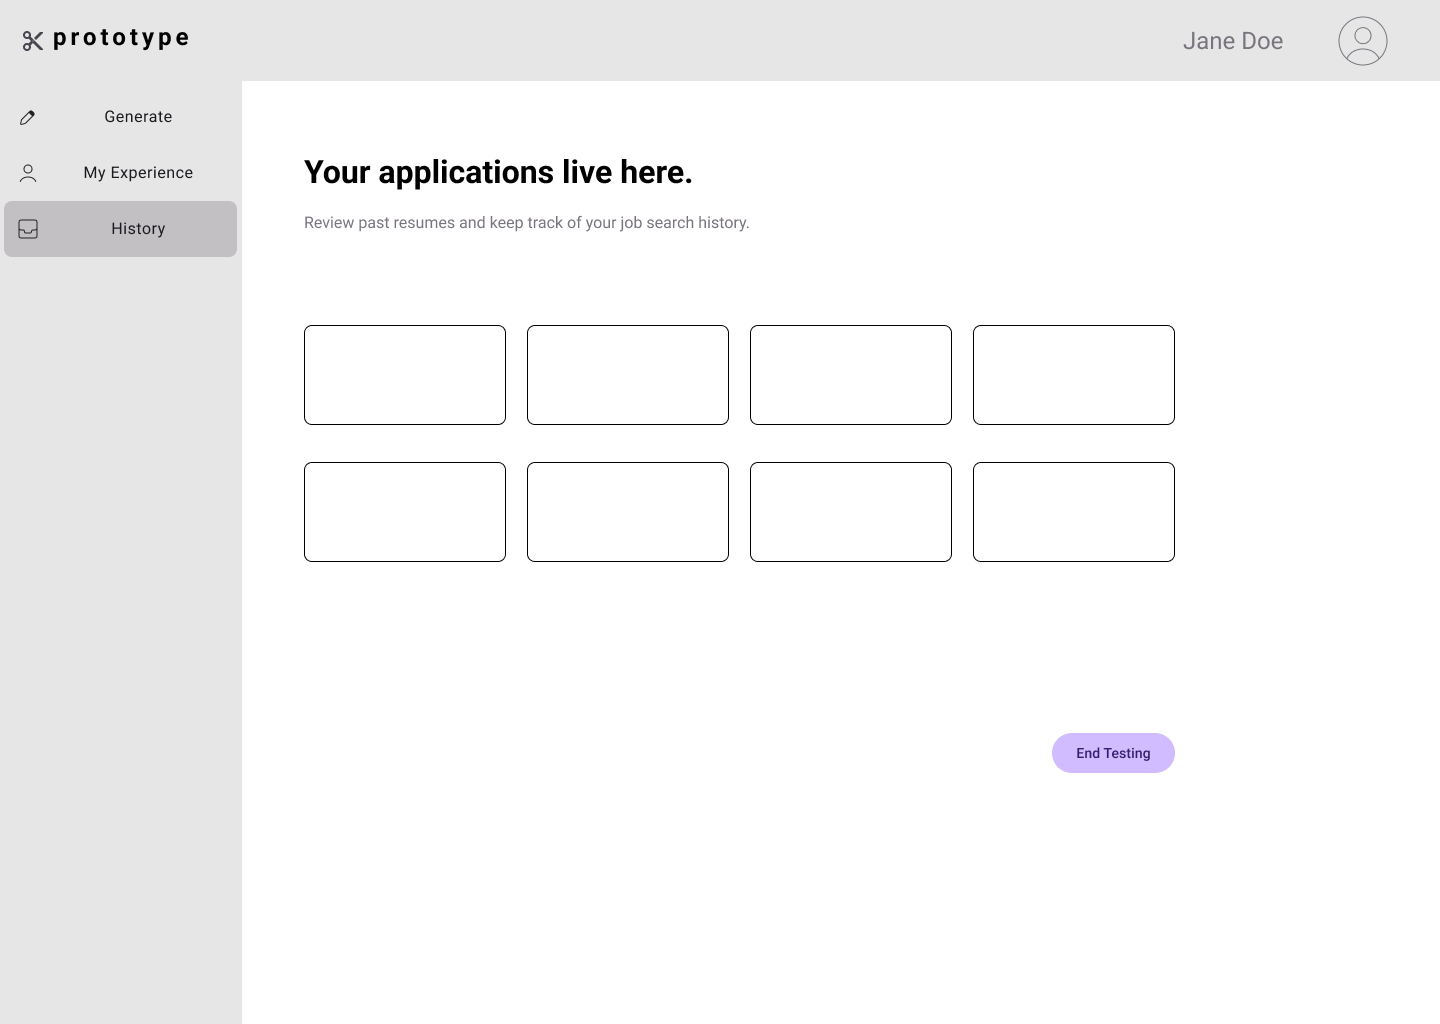 prototype
Jane Doe
Generate
My Experience
History
Your applications live here.
Review past resumes and keep track of your job search history.
End Testing